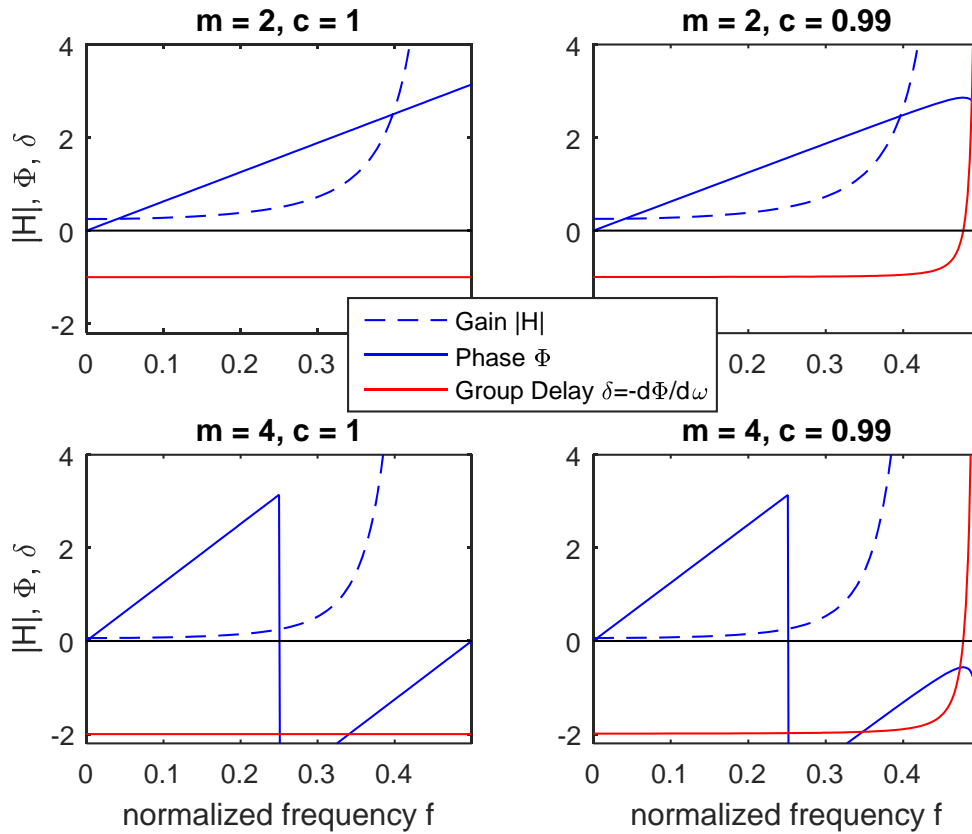 m = 2, c = 1
m = 2, c = 0.99
|H|, Φ, δ
4
2
0
-2
0 0.1 0.2 0.3
4
2
0
-2
0 0.1 0.2 0.3 0.4
Gain |H|
Phase Φ
Group Delay δ=-dΦ/dω
m = 4, c = 1
m = 4, c = 0.99
|H|, Φ, δ
4
2
0
-2
0 0.1 0.2 0.3 0.4
normalized frequency f
4
2
0
-2
0 0.1 0.2 0.3 0.4
normalized frequency f